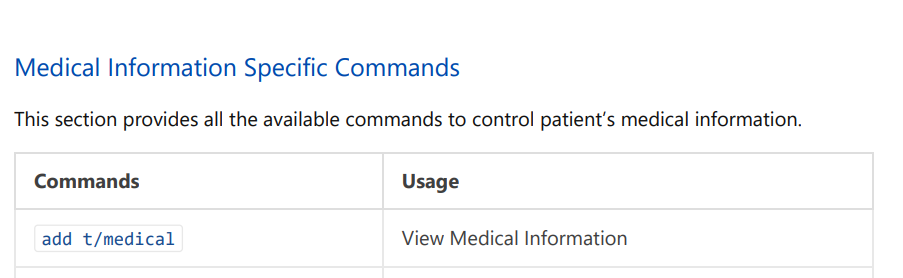 Medical Information Specific Commands
This section provides all the available commands to control patient’s medical information.
Commands Usage
add t/medical View Medical Information